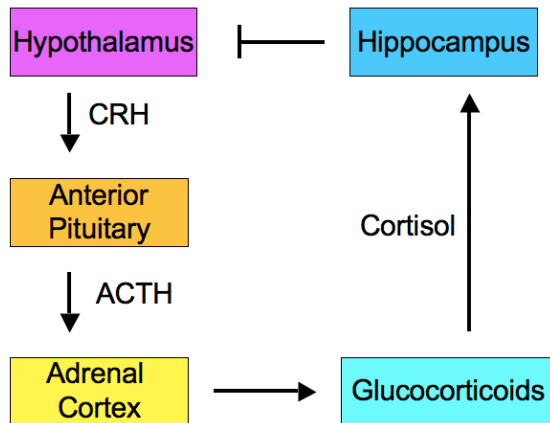 Hypothalamus
Hippocampus
CRH
Anterior
Pituitary
Cortisol
ACTH
Adrenal
Cortex
Glucocorticoids